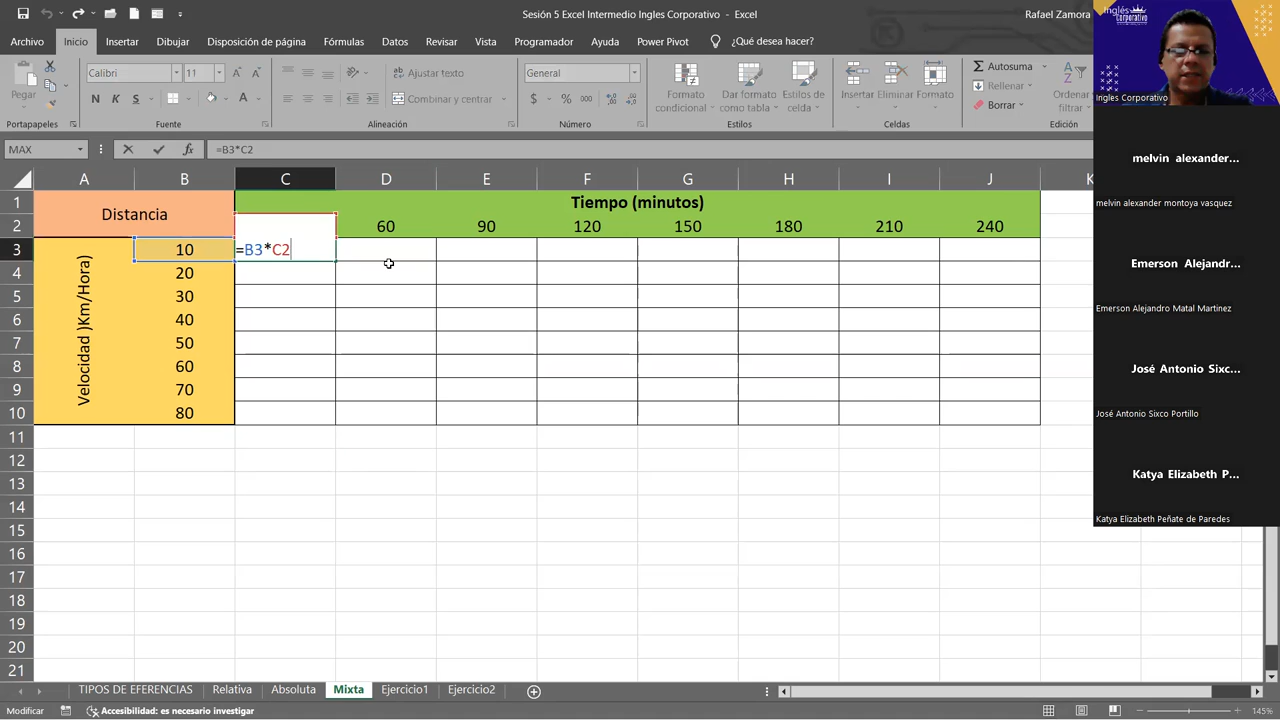 Sesión 5 Excel Intermedio Ingles Corporativo - Excel
Rafael Zamora
Archivo Inicio Insertar Dibujar Disposición de página Fórmulas Datos Revisar Vista Programador Ayuda Power Pivot ¿Qué desea hacer?
Inglés Corporativo
Ingles Corporativo
Pegar
Calibri 11
N K S
Ajustar texto
Combinar y centrar
General
$ % 000
Formato condicional
Dar formato como tabla
Estilos de celda
Insertar Eliminar Formato
Autosuma
Rellenar
Borrar
Ordenar
filtrar
Portapapeles Fuente Alineación Número Estilos Celdas Edición
MAX =B3*C2
A B C D E F G H I J K
1 Distancia Tiempo (minutos)
2 60 90 120 150 180 210 240
Velocidad )Km/Hora)
3 10 =B3*C2
4 20
5 30
6 40
7 50
8 60
9 70
10 80
11
12
13
14
15
16
17
18
19
20
21
melvin alexander...
melvin alexander montoya vasquez
Emerson Alejandr...
Emerson Alejandro Matal Martinez
José Antonio Sixc...
José Antonio Sixco Portillo
Katya Elizabeth P...
Katya Elizabeth Peñate de Paredes
TIPOS DE EFERENCIAS Relativa Absoluta Mixta Ejercicio1 Ejercicio2
Modificar Accesibilidad: es necesario investigar 145%